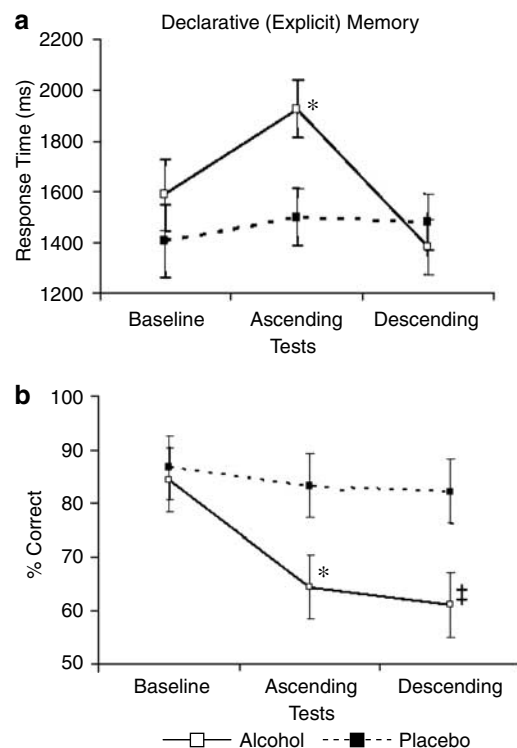 a
Declarative (Explicit) Memory
Response Time (ms)
2200
2000
1800
1600
1400
1200
*
Baseline
Ascending
Descending
Tests
b
% Correct
100
90
80
70
60
50
*
‡
Baseline
Ascending
Descending
Tests
Alcohol
Placebo